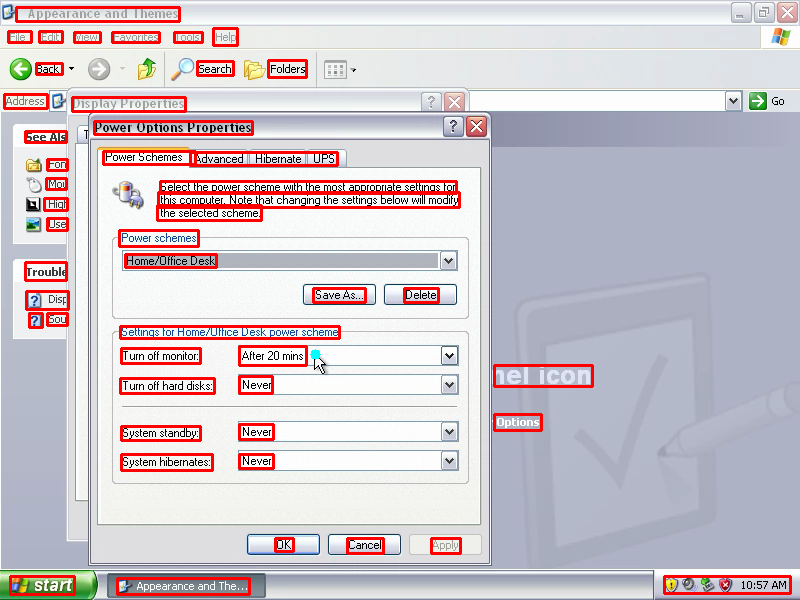 Appearance and Themes
File Edit View Favorites Tools Help
Back Search Folders
Address Go
Display Properties
Power Options Properties
See Als
Power Schemes Advanced Hibernate UPS
Select the power scheme with the most appropriate settings for
this computer. Note that changing the settings below will modify
the selected scheme.
Fon
Mou
High
Use
Power schemes
Home/Office Desk
Trouble
Save As... Delete
Disp
Sou
Settings for Home/Office Desk power scheme
Turn off monitor: After 20 mins
Turn off hard disks: Never
nel icon
Options
System standby: Never
System hibernates: Never
OK Cancel Apply
start Appearance and The... 10:57 AM